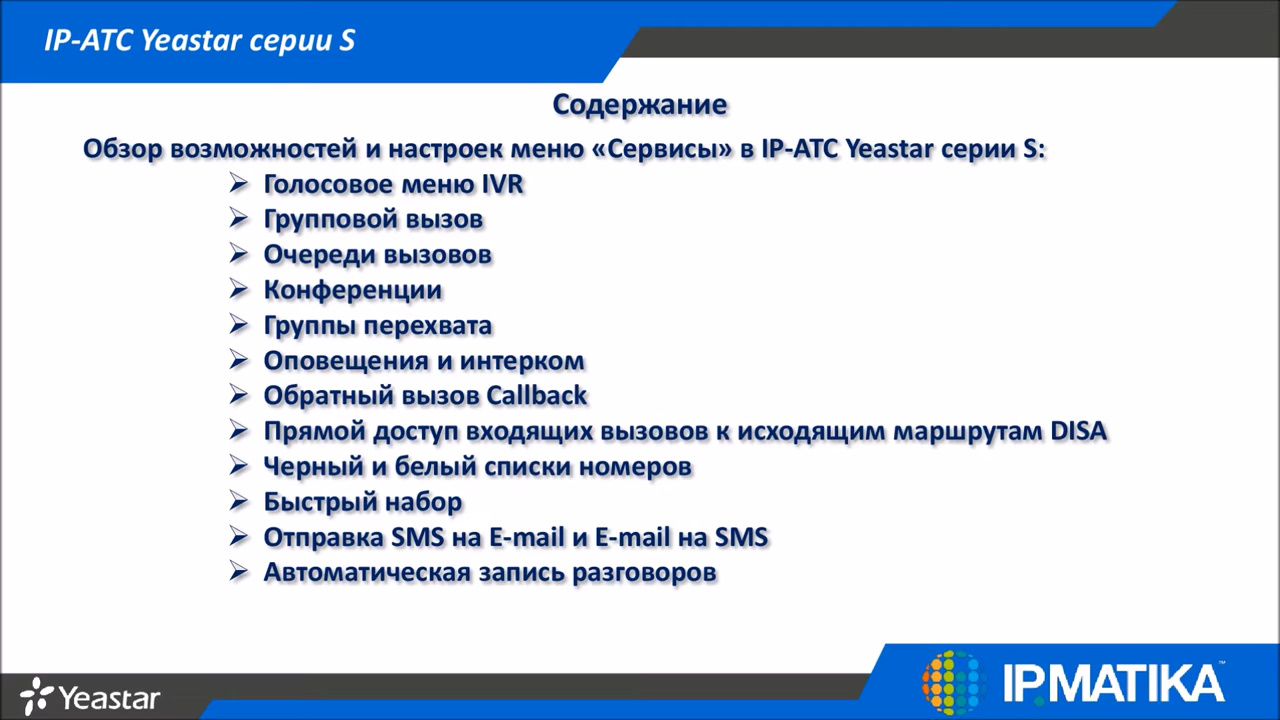 IP-АТС Yeastar серии S
Содержание
Обзор возможностей и настроек меню «Сервисы» в IP-АТС Yeastar серии S:
➢ Голосовое меню IVR
➢ Групповой вызов
➢ Очереди вызовов
➢ Конференции
➢ Группы перехвата
➢ Оповещения и интерком
➢ Обратный вызов Callback
➢ Прямой доступ входящих вызовов к исходящим маршрутам DISA
➢ Черный и белый списки номеров
➢ Быстрый набор
➢ Отправка SMS на E-mail и E-mail на SMS
➢ Автоматическая запись разговоров
Yeastar
IPMATIKA™